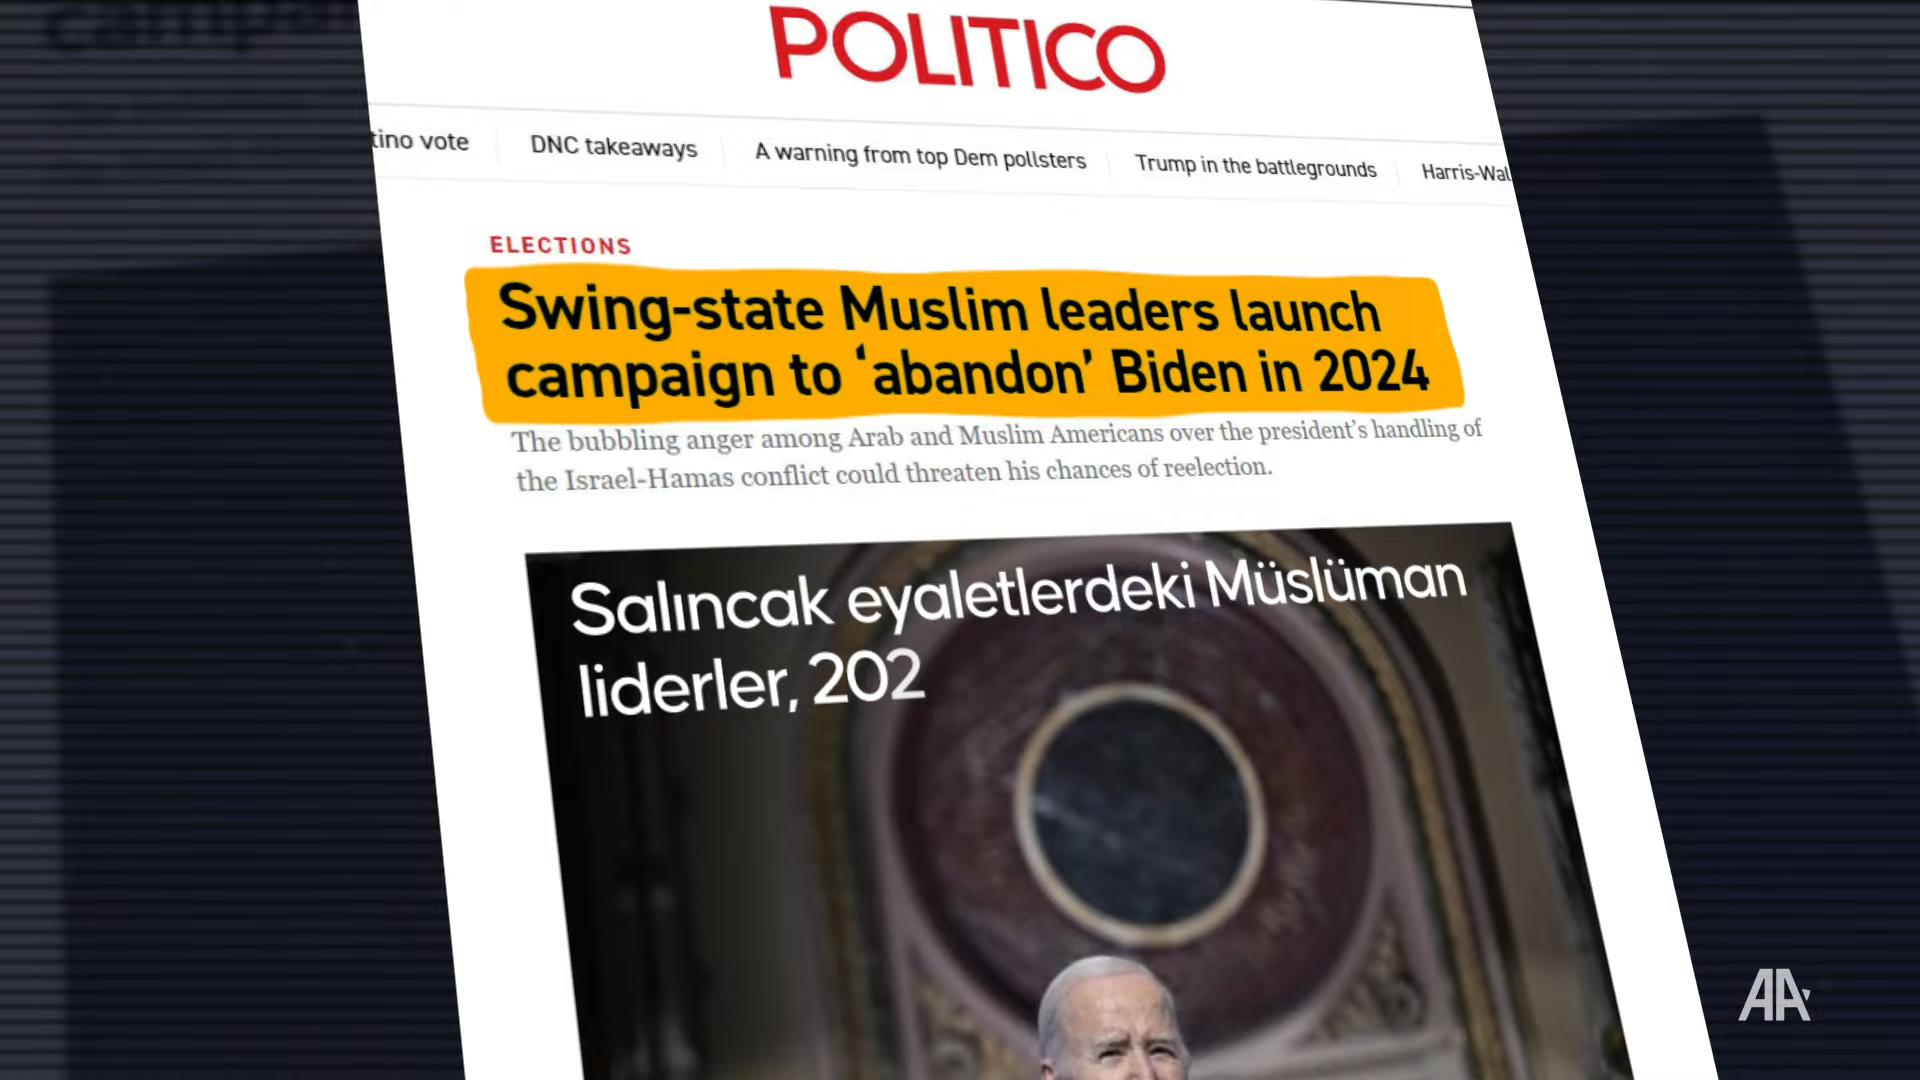 POLITICO
tino vote
DNC takeaways
A warning from top Dem pollsters
Trump in the battlegrounds
Harris-Wal
ELECTIONS
Swing-state Muslim leaders launch
campaign to ‘abandon’ Biden in 2024
The bubbling anger among Arab and Muslim Americans over the president’s handling of
the Israel-Hamas conflict could threaten his chances of reelection.
Salıncak eyaletlerdeki Müslüman
liderler, 202
AA